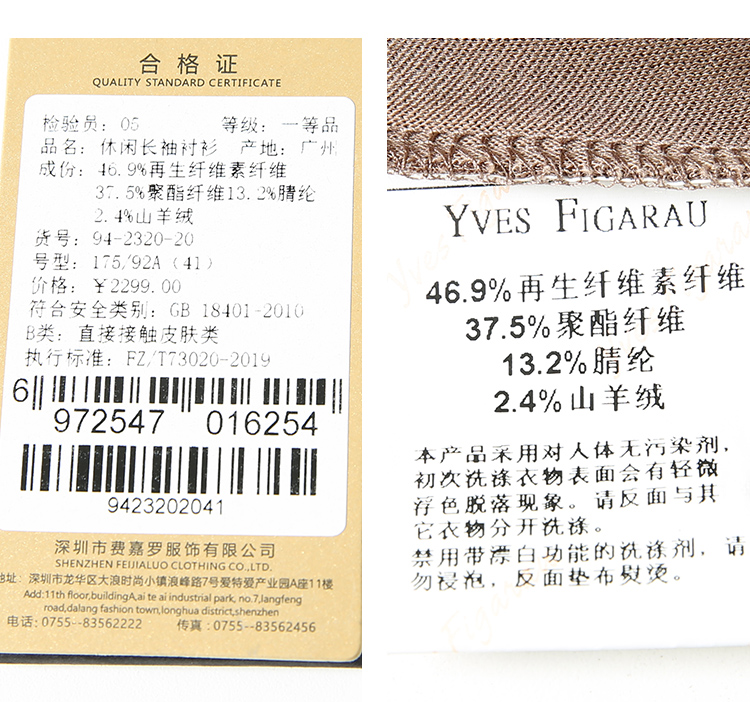 合格证
QUALITY STANDARD CERTIFICATE
检验员: 05 等级: 一等品
品名: 休闲长袖衬衫 产地: 广州
成份: 46.9%再生纤维素纤维
37.5%聚酯纤维13.2%腈纶
2.4%山羊绒
货号: 94-2320-20
号型: 175/92A (41)
价格: ￥2299.00
符合安全类别: GB 18401-2010
B类: 直接接触皮肤类
执行标准: FZ/T73020-2019
6 972547 016254
9423202041
深圳市费嘉罗服饰有限公司
SHENZHEN FEIJIALUO CLOTHING CO.,LTD.
地址: 深圳市龙华区大浪时尚小镇浪峰路7号爱特爱产业园A座11楼
Add:11th floor,buildingA,ai te ai industrial park, no.7,langfeng
road,dalang fashion town,longhua district,shenzhen
电话: 0755--83562222 传真: 0755--83562456
YVES FIGARAU
46.9%再生纤维素纤维
37.5%聚酯纤维
13.2%腈纶
2.4%山羊绒
本产品采用对人体无污染剂,
初次洗涤衣物表面会有轻微
浮色脱落现象。请反面与其
它衣物分开洗涤。
禁用带漂白功能的洗涤剂, 请
勿浸泡, 反面垫布熨烫。